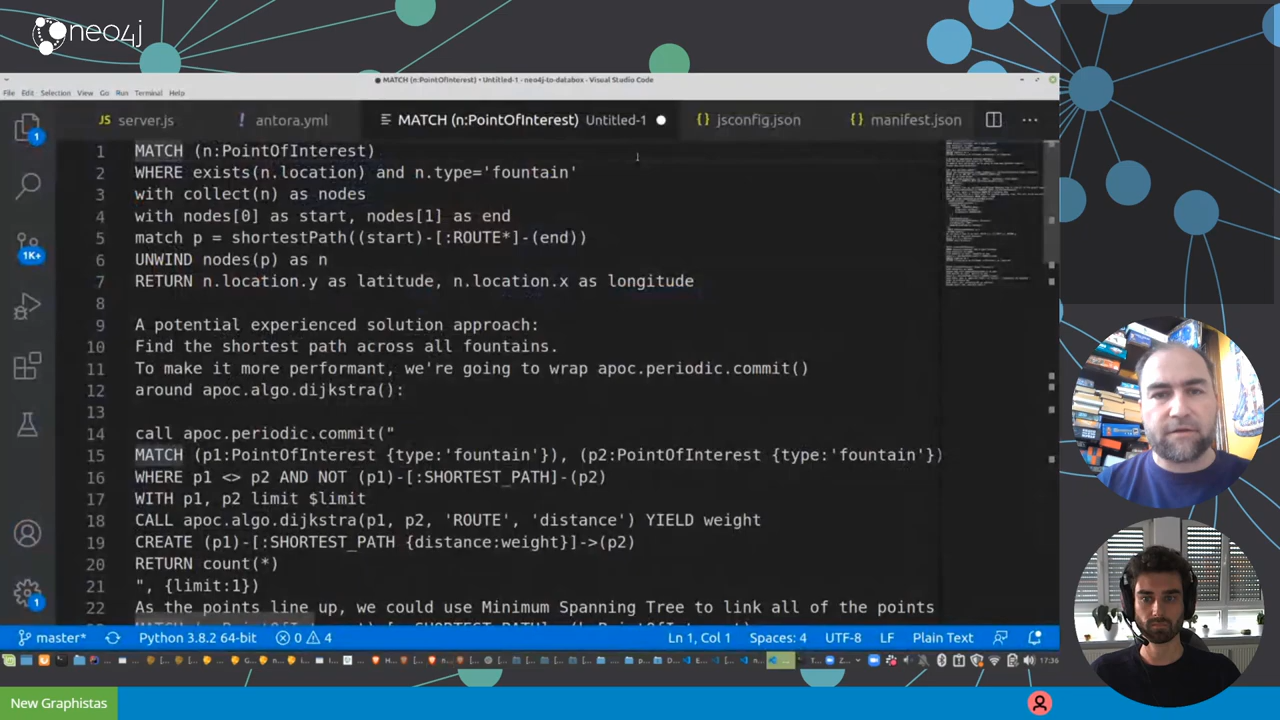 neo4j
MATCH (n:PointOfInterest) • Untitled-1 - neo4j-to-databox - Visual Studio Code
File Edit Selection View Go Run Terminal Help
JS server.js ! antora.yml MATCH (n:PointOfInterest) Untitled-1 {} jsconfig.json {} manifest.json
1 MATCH (n:PointOfInterest)
2 WHERE exists(n.location) and n.type='fountain'
3 with collect(n) as nodes
4 with nodes[0] as start, nodes[1] as end
5 match p = shortestPath((start)-[:ROUTE*]-(end))
6 UNWIND nodes(p) as n
7 RETURN n.location.y as latitude, n.location.x as longitude
8
9 A potential experienced solution approach:
10 Find the shortest path across all fountains.
11 To make it more performant, we're going to wrap apoc.periodic.commit()
12 around apoc.algo.dijkstra():
13
14 call apoc.periodic.commit("
15 MATCH (p1:PointOfInterest {type:'fountain'}), (p2:PointOfInterest {type:'fountain'})
16 WHERE p1 <> p2 AND NOT (p1)-[:SHORTEST_PATH]-(p2)
17 WITH p1, p2 limit $limit
18 CALL apoc.algo.dijkstra(p1, p2, 'ROUTE', 'distance') YIELD weight
19 CREATE (p1)-[:SHORTEST_PATH {distance:weight}]->(p2)
20 RETURN count(*)
21 ", {limit:1})
22 As the points line up, we could use Minimum Spanning Tree to link all of the points
1
1K+
1
master* Python 3.8.2 64-bit 0 4 Ln 1, Col 1 Spaces: 4 UTF-8 LF Plain Text
17:36
New Graphistas